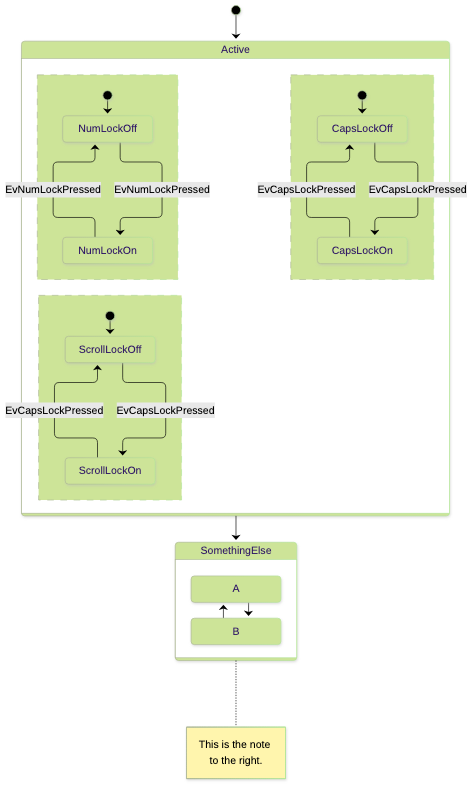 Active
NumLockOff
EvNumLockPressed
EvNumLockPressed
NumLockOn
CapsLockOff
EvCapsLockPressed
EvCapsLockPressed
CapsLockOn
ScrollLockOff
EvCapsLockPressed
EvCapsLockPressed
ScrollLockOn
SomethingElse
A
B
This is the note
to the right.